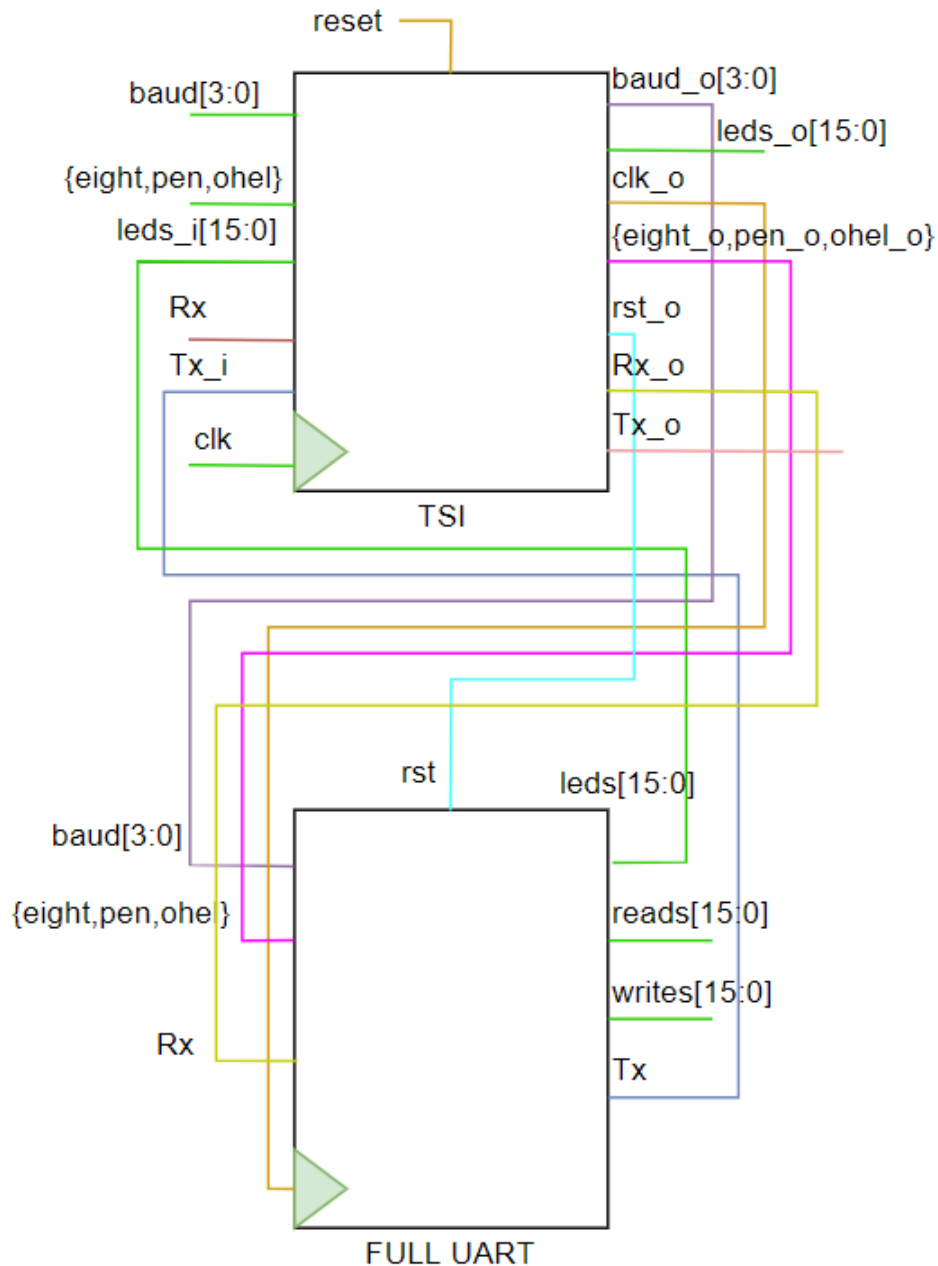 reset
baud[3:0]
baud_o[3:0]
leds_o[15:0]
{eight,pen,ohel}
clk_o
leds_i[15:0]
{eight_o,pen_o,ohel_o}
Rx
rst_o
Tx_i
Rx_o
clk
Tx_o
TSI
rst
leds[15:0]
baud[3:0]
{eight,pen,ohel}
reads[15:0]
writes[15:0]
Rx
Tx
FULL UART